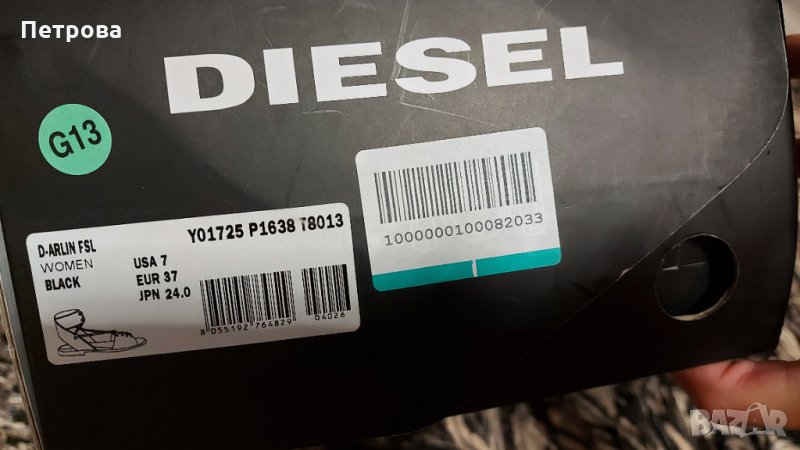 Петрова
DIESEL
G13
D-ARLIN FSL
WOMEN
BLACK
Y01725 P1638 T8013
USA 7
EUR 37
JPN 24.0
8 055192 764829
04026
1000000100082033
BAZAR